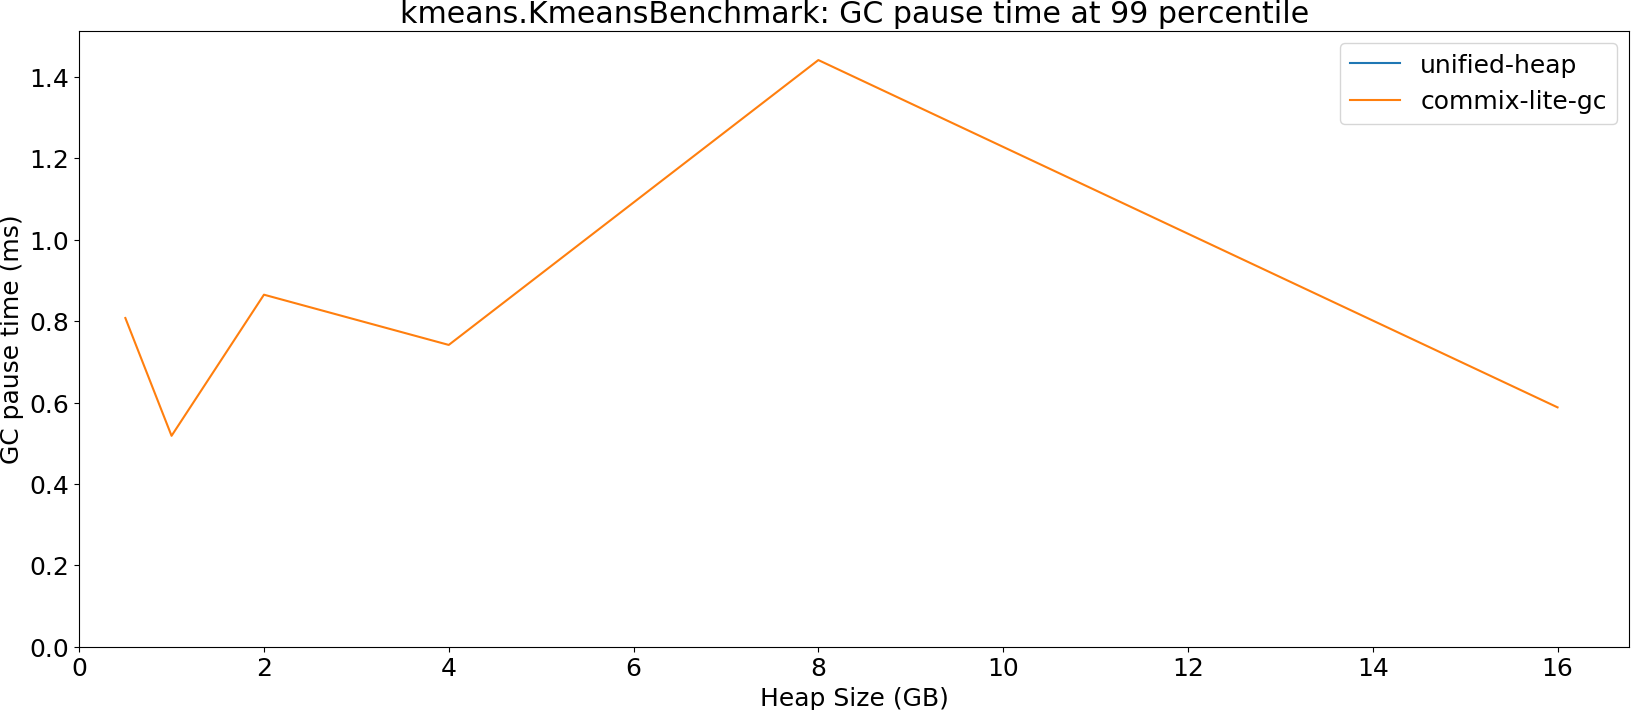 kmeans.KmeansBenchmark: GC pause time at 99 percentile
unified-heap
commix-lite-gc
GC pause time (ms)
1.4
1.2
1.0
0.8
0.6
0.4
0.2
0.0
0 2 4 6 8 10 12 14 16
Heap Size (GB)